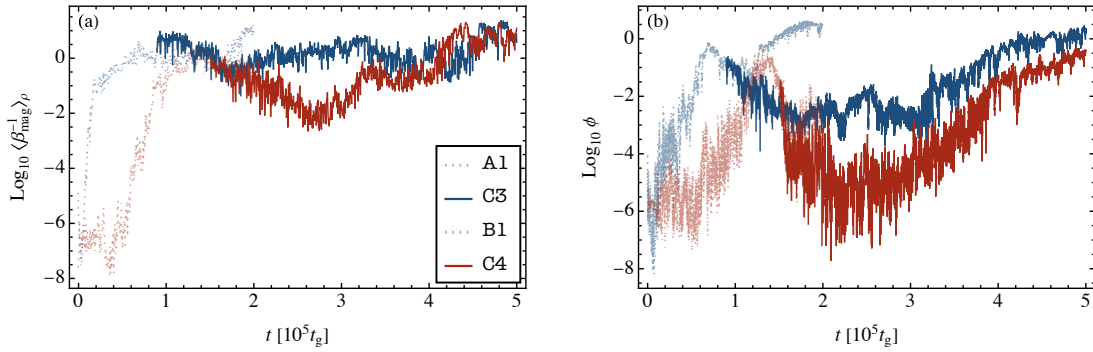 (a)
0
−2
−4
−6
−8
Log₁₀ ⟨β⁻¹mag⟩ρ
A1
C3
B1
C4
0 1 2 3 4 5
t [10⁵tg]
(b)
0
−2
−4
−6
−8
Log₁₀ ϕ
0 1 2 3 4 5
t [10⁵tg]